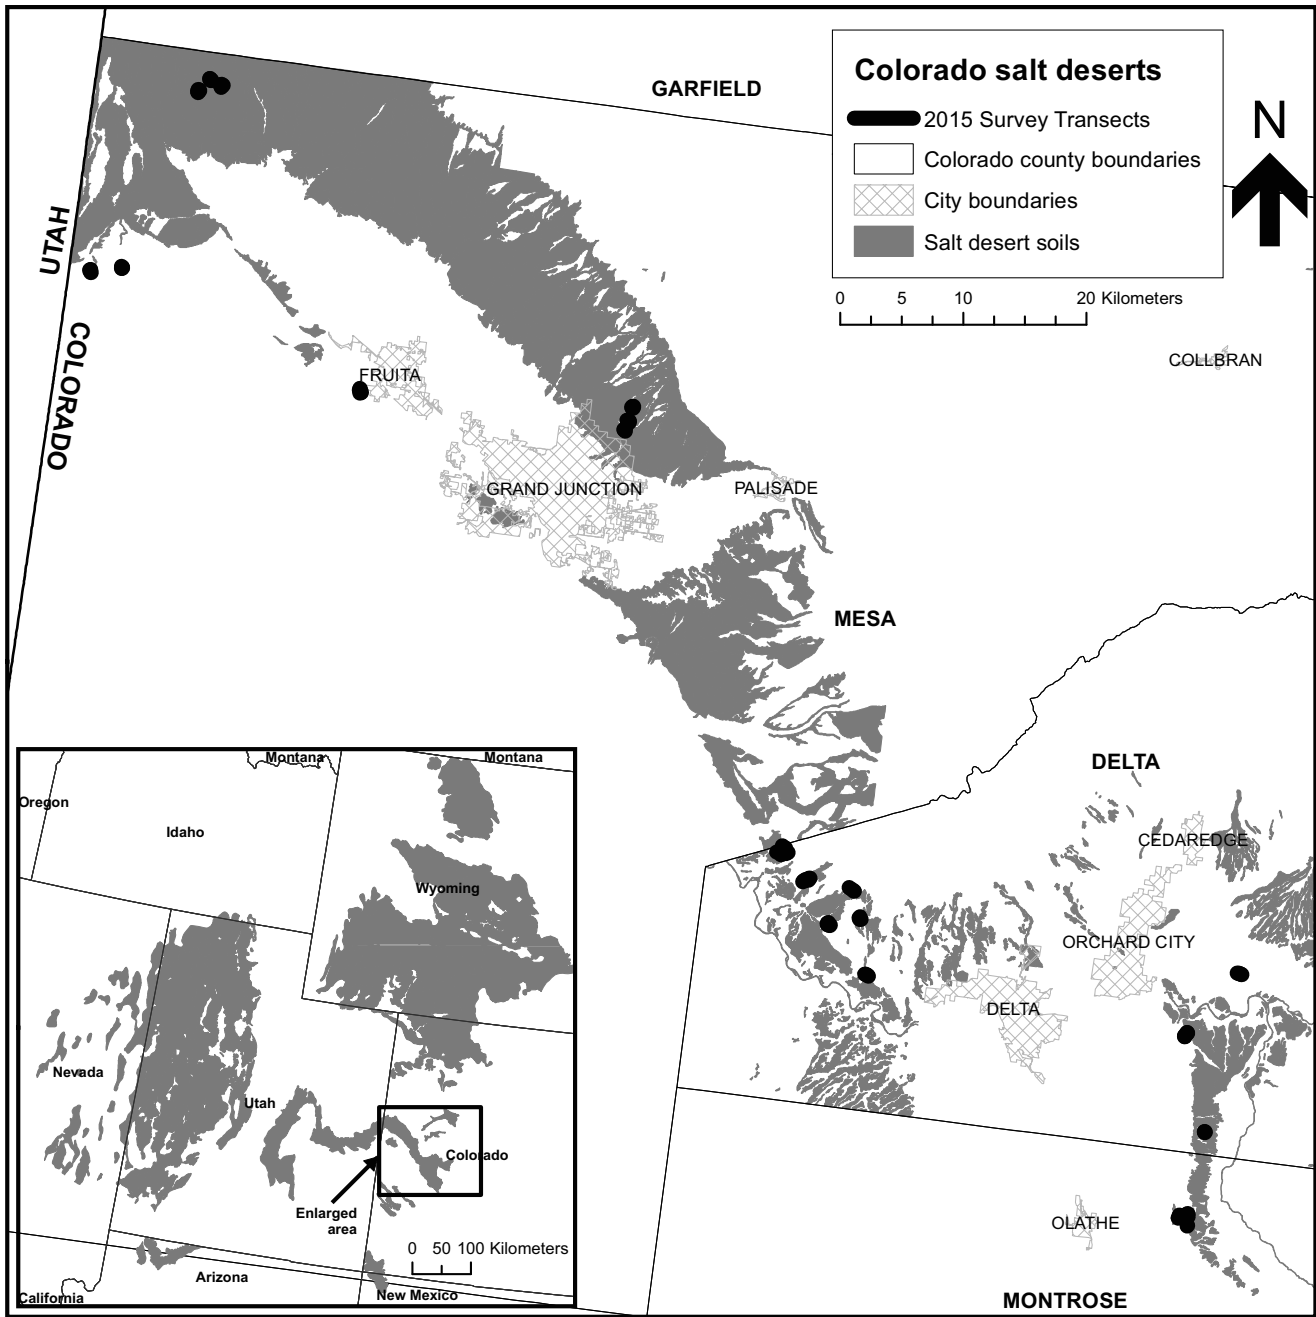 GARFIELD
Colorado salt deserts
2015 Survey Transects
Colorado county boundaries
City boundaries
Salt desert soils
N
0 5 10 20 Kilometers
UTAH
COLORADO
COLLBRAN
FRUITA
GRAND JUNCTION
PALISADE
MESA
DELTA
CEDAREDGE
ORCHARD CITY
DELTA
OLATHE
MONTROSE
Montana
Montana
Oregon
Idaho
Wyoming
Nevada
Utah
Colorado
Enlarged
area
0 50 100 Kilometers
Arizona
California
New Mexico